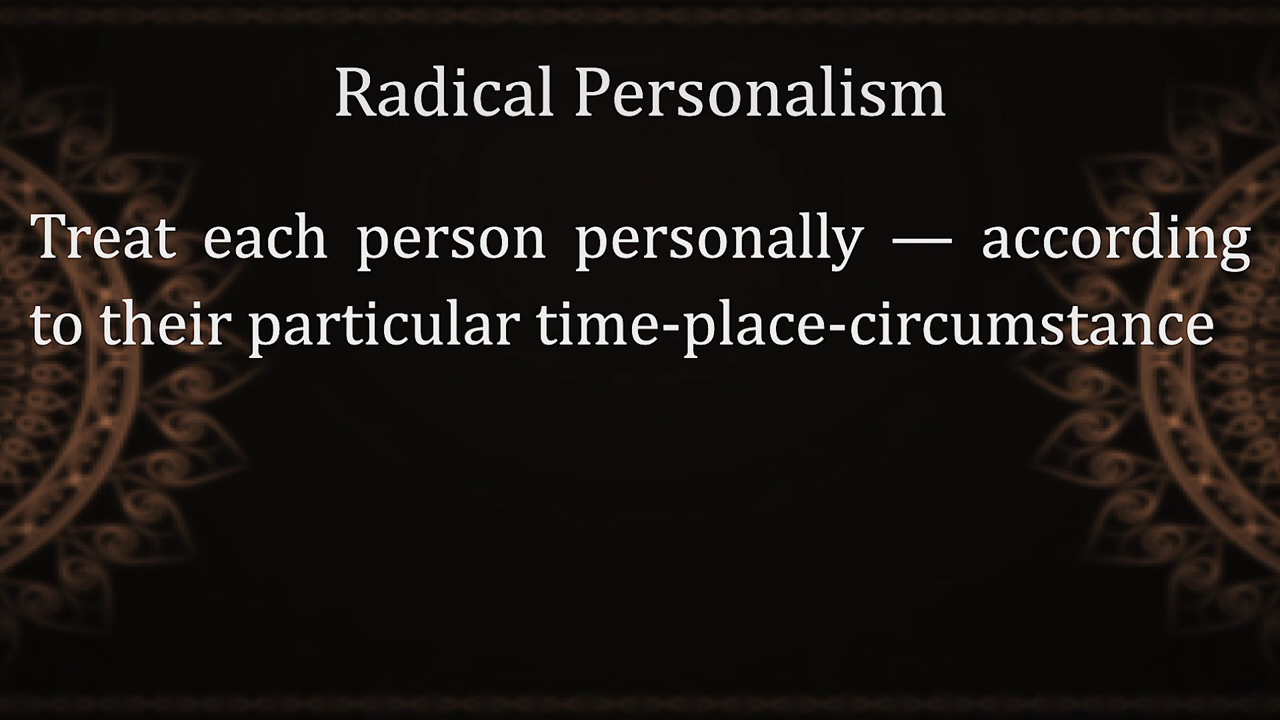 Radical Personalism
Treat each person personally — according
to their particular time-place-circumstance